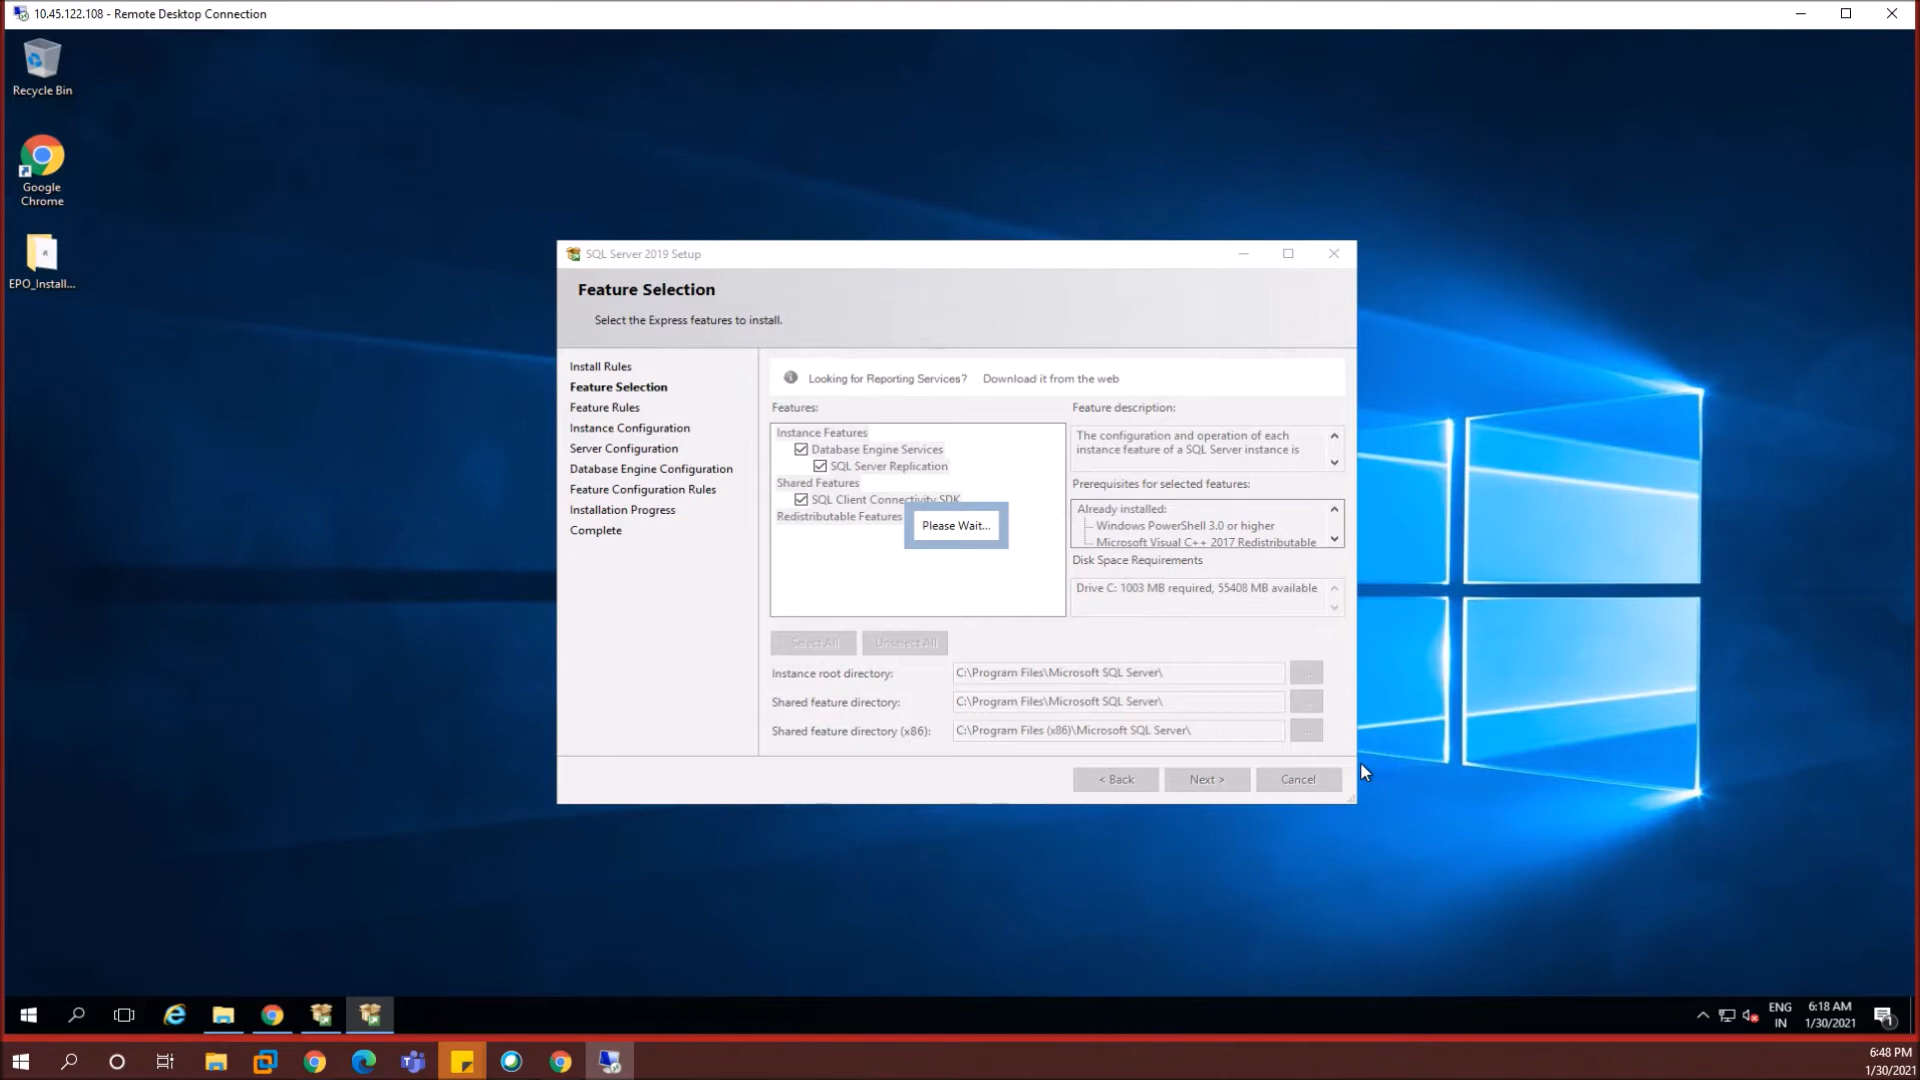 10.45.122.108 - Remote Desktop Connection
Recycle Bin
Google
Chrome
EPO_Install...
SQL Server 2019 Setup
Feature Selection
Select the Express features to install.
Install Rules
Feature Selection
Feature Rules
Instance Configuration
Server Configuration
Database Engine Configuration
Feature Configuration Rules
Installation Progress
Complete
Looking for Reporting Services? Download it from the web
Features:
Instance Features
Database Engine Services
SQL Server Replication
Shared Features
SQL Client Connectivity SDK
Redistributable Features
Please Wait...
Feature description:
The configuration and operation of each
instance feature of a SQL Server instance is
Prerequisites for selected features:
Already installed:
Windows PowerShell 3.0 or higher
Microsoft Visual C++ 2017 Redistributable
Disk Space Requirements
Drive C: 1003 MB required, 55408 MB available
Select All
Unselect All
Instance root directory:
C:\Program Files\Microsoft SQL Server\
...
Shared feature directory:
C:\Program Files\Microsoft SQL Server\
...
Shared feature directory (x86):
C:\Program Files (x86)\Microsoft SQL Server\
...
< Back
Next >
Cancel
ENG
IN
6:18 AM
1/30/2021
1
6:48 PM
1/30/2021